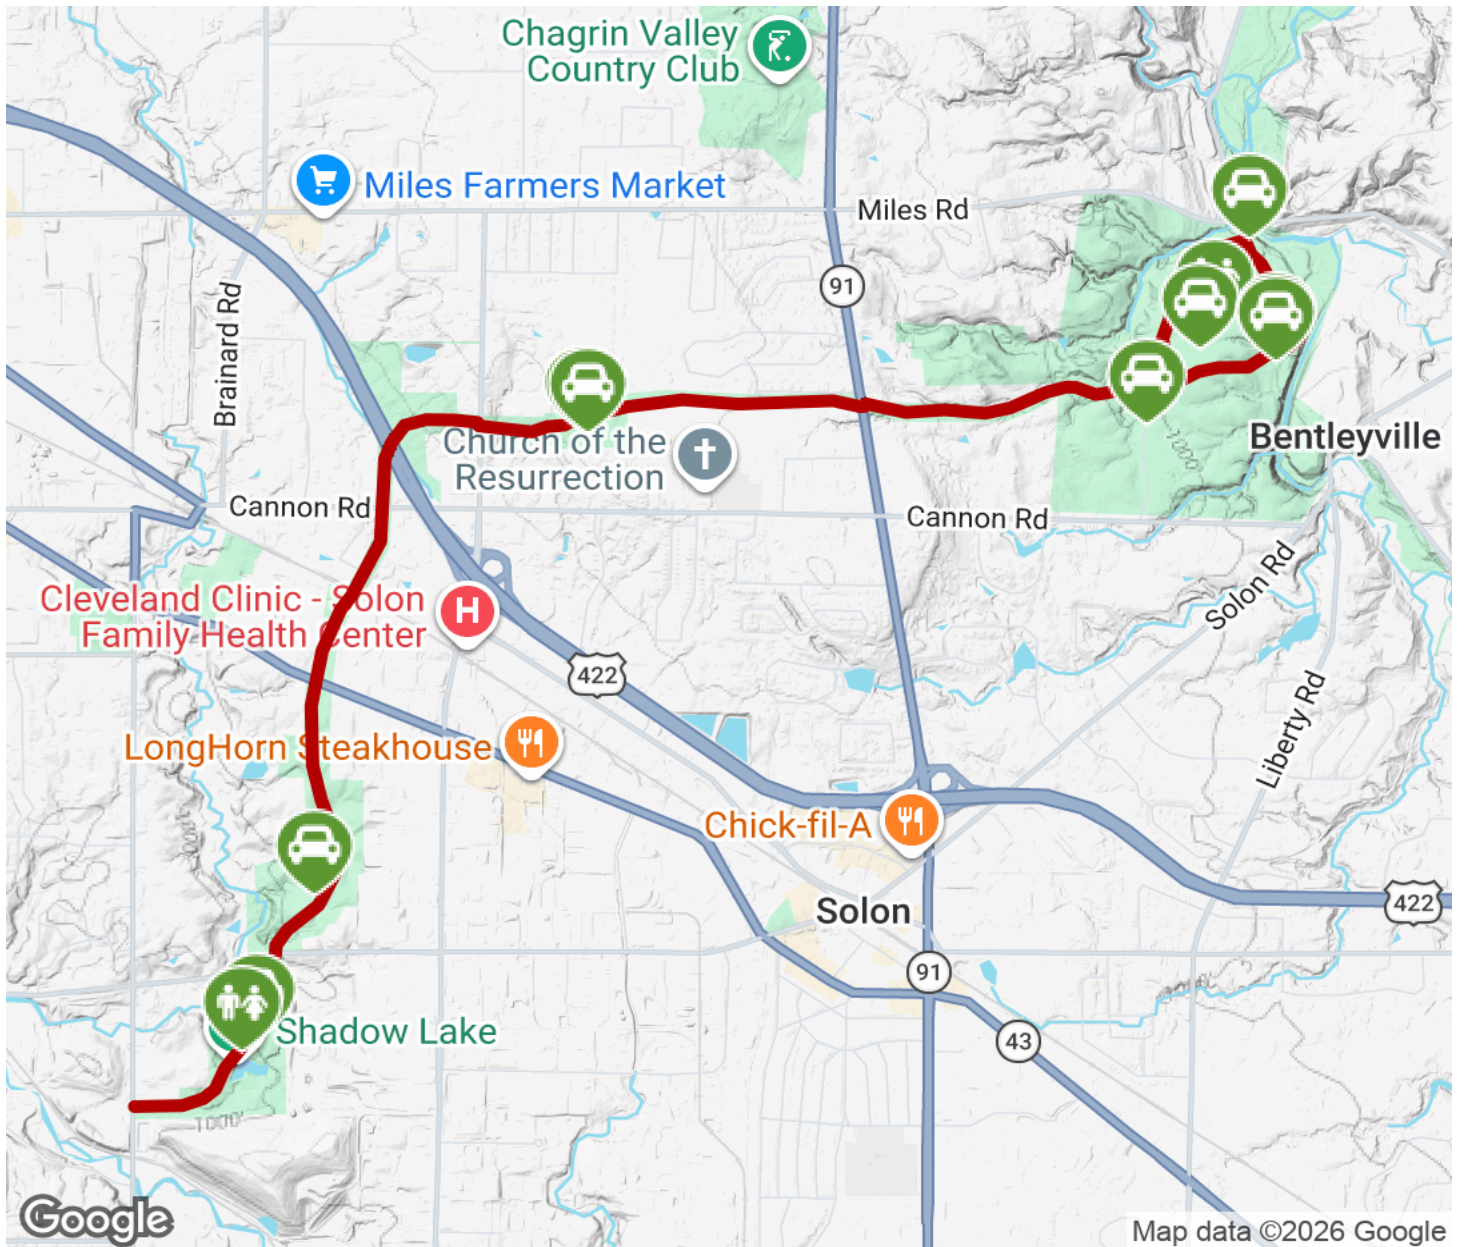 Chagrin Valley
Country Club
Miles Farmers Market
Miles Rd
91
Brainard Rd
Church of the
Resurrection
Bentleyville
1000'
Cannon Rd
Cannon Rd
Solon Rd
Cleveland Clinic - Solon
Family Health Center
H
422
Liberty Rd
LongHorn Steakhouse
Chick-fil-A
Solon
422
91
Shadow Lake
43
1000'
Google
Map data ©2026 Google